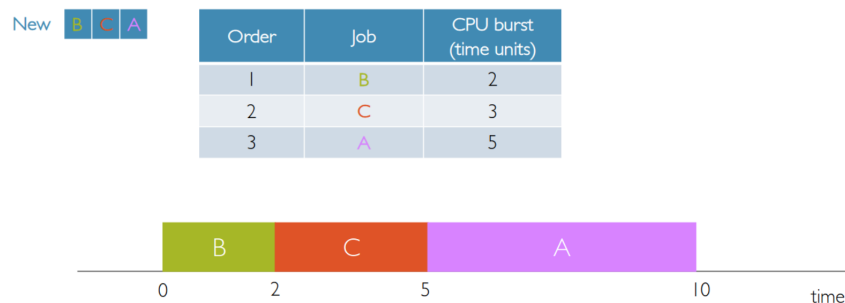 New B C A
Order Job CPU burst (time units)
1 B 2
2 C 3
3 A 5
B C A
0 2 5 10 time